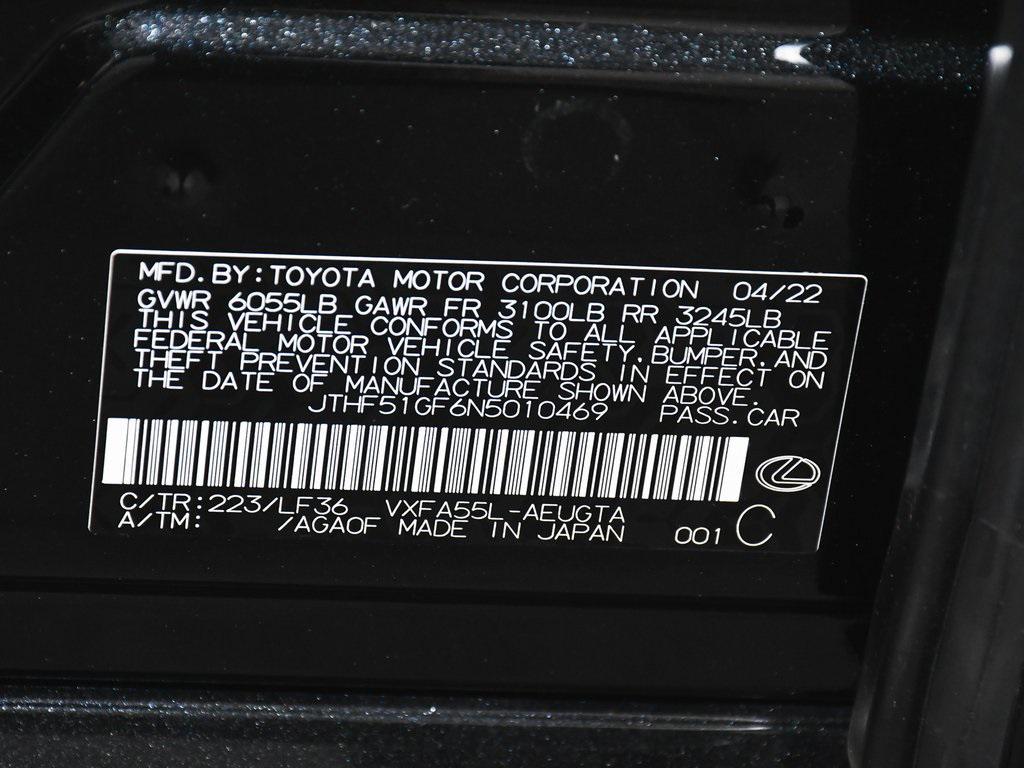 MFD.BY:TOYOTA MOTOR CORPORATION 04/22
GVWR 6055LB GAWR FR 3100LB RR 3245LB
THIS VEHICLE CONFORMS TO ALL APPLICABLE
FEDERAL MOTOR VEHICLE SAFETY,BUMPER,AND
THEFT PREVENTION STANDARDS IN EFFECT ON
THE DATE OF MANUFACTURE SHOWN ABOVE.
JTHF51GF6N5010469 PASS.CAR
C/TR:223/LF36 VXFA55L-AEUGTA
A/TM: /AGA0F MADE IN JAPAN 001 C